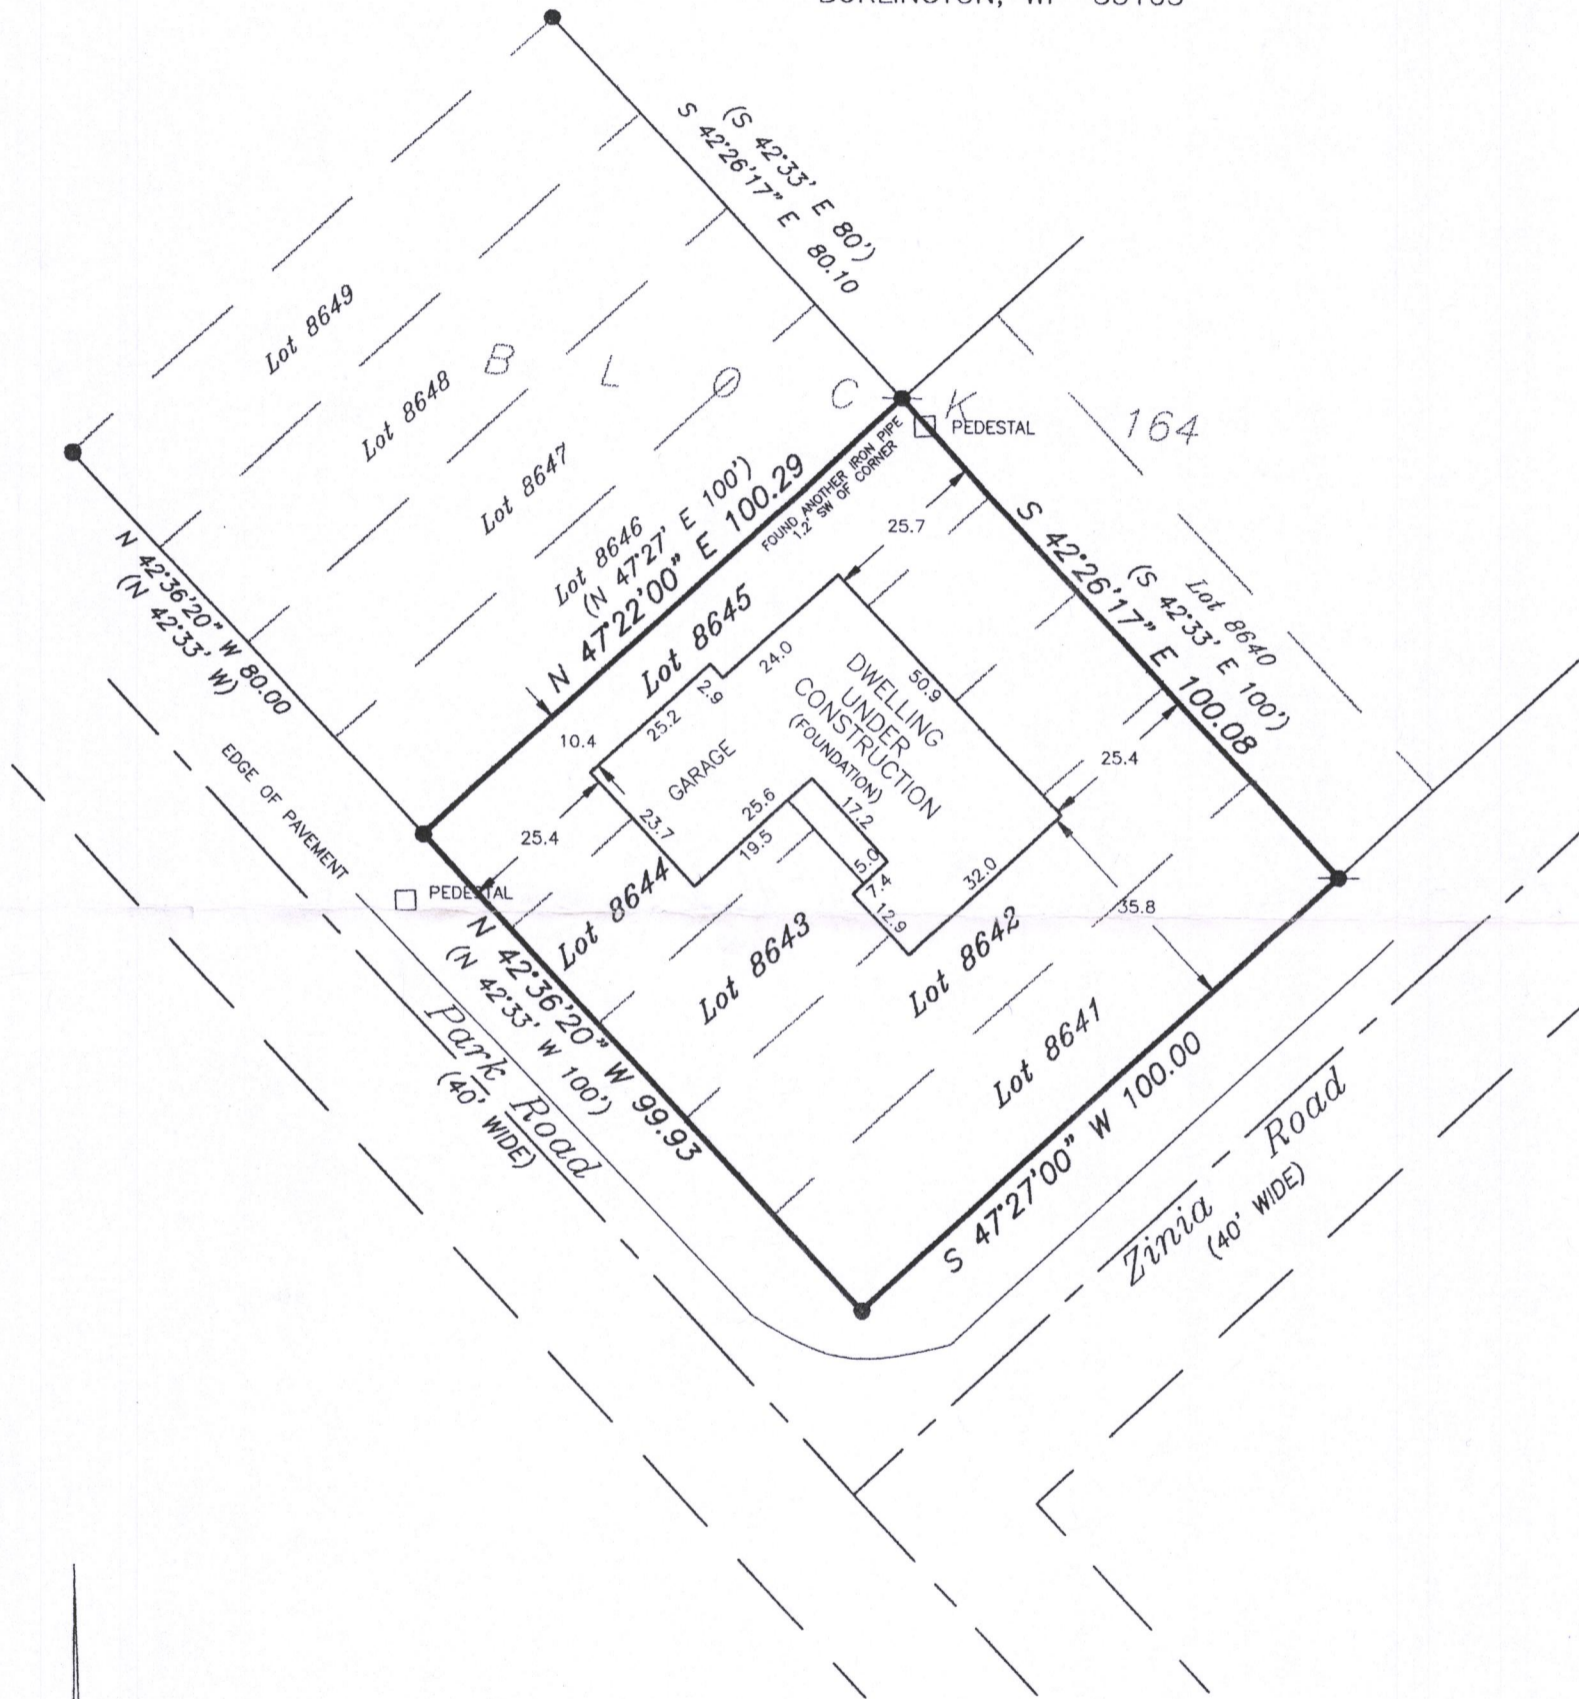 (S 42°33' E 80')
S 42°26'17" E 80.10
Lot 8649
Lot 8648
Lot 8647
Lot 8646
B L O C K
164
PEDESTAL
FOUND ANOTHER IRON PIPE
1.2' SW OF CORNER
(N 47°27' E 100')
N 47°22'00" E 100.29
N 42°36'20" W 80.00
(N 42°33' W)
25.7
S 42°26'17" E 100.08
(S 42°33' E 100')
Lot 8640
Lot 8645
10.4
25.2
2.9
24.0
50.9
DWELLING
UNDER
CONSTRUCTION
(FOUNDATION)
GARAGE
25.4
25.4
23.7
19.5
25.6
17.2
5.0
7.4
12.9
32.0
35.8
EDGE OF PAVEMENT
PEDESTAL
Lot 8644
Lot 8643
Lot 8642
Lot 8641
N 42°36'20" W 99.93
(N 42°33' W 100')
Park Road
(40' WIDE)
S 47°27'00" W 100.00
Zinia Road
(40' WIDE)